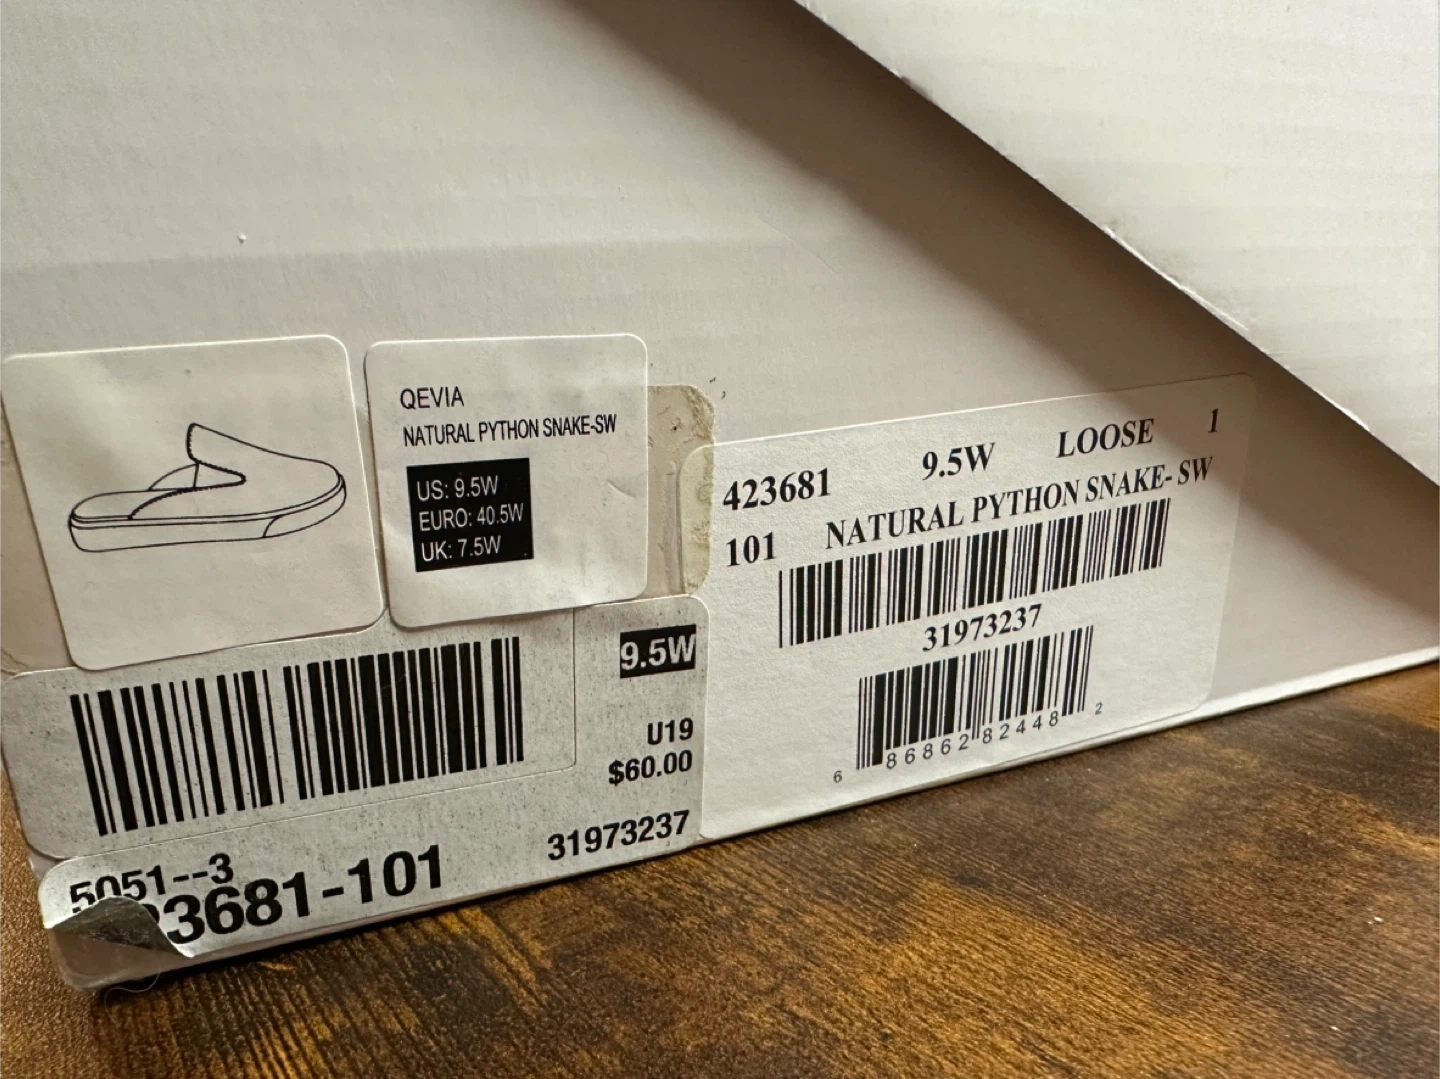 QEVIA
NATURAL PYTHON SNAKE-SW
US: 9.5W
EURO: 40.5W
UK: 7.5W
423681 9.5W LOOSE 1
101 NATURAL PYTHON SNAKE- SW
31973237
6 86862 82448 2
9.5W
U19
$60.00
31973237
5051--3
3681-101